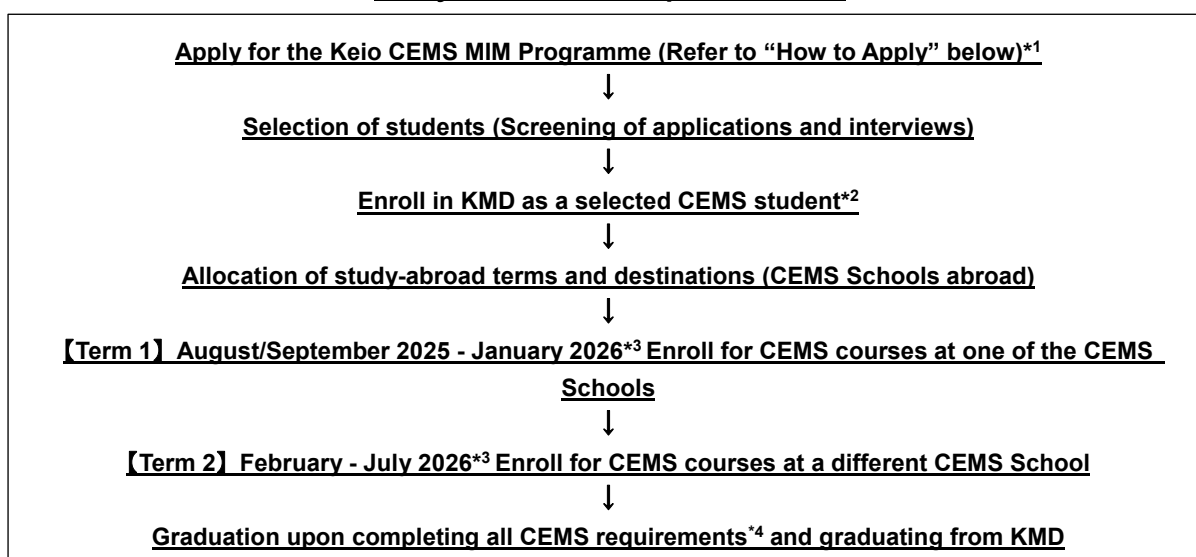 Apply for the Keio CEMS MIM Programme (Refer to “How to Apply” below)*1
↓
Selection of students (Screening of applications and interviews)
↓
Enroll in KMD as a selected CEMS student*2
↓
Allocation of study-abroad terms and destinations (CEMS Schools abroad)
↓
【Term 1】August/September 2025 - January 2026*3 Enroll for CEMS courses at one of the CEMS
Schools
↓
【Term 2】February - July 2026*3 Enroll for CEMS courses at a different CEMS School
↓
Graduation upon completing all CEMS requirements*4 and graduating from KMD